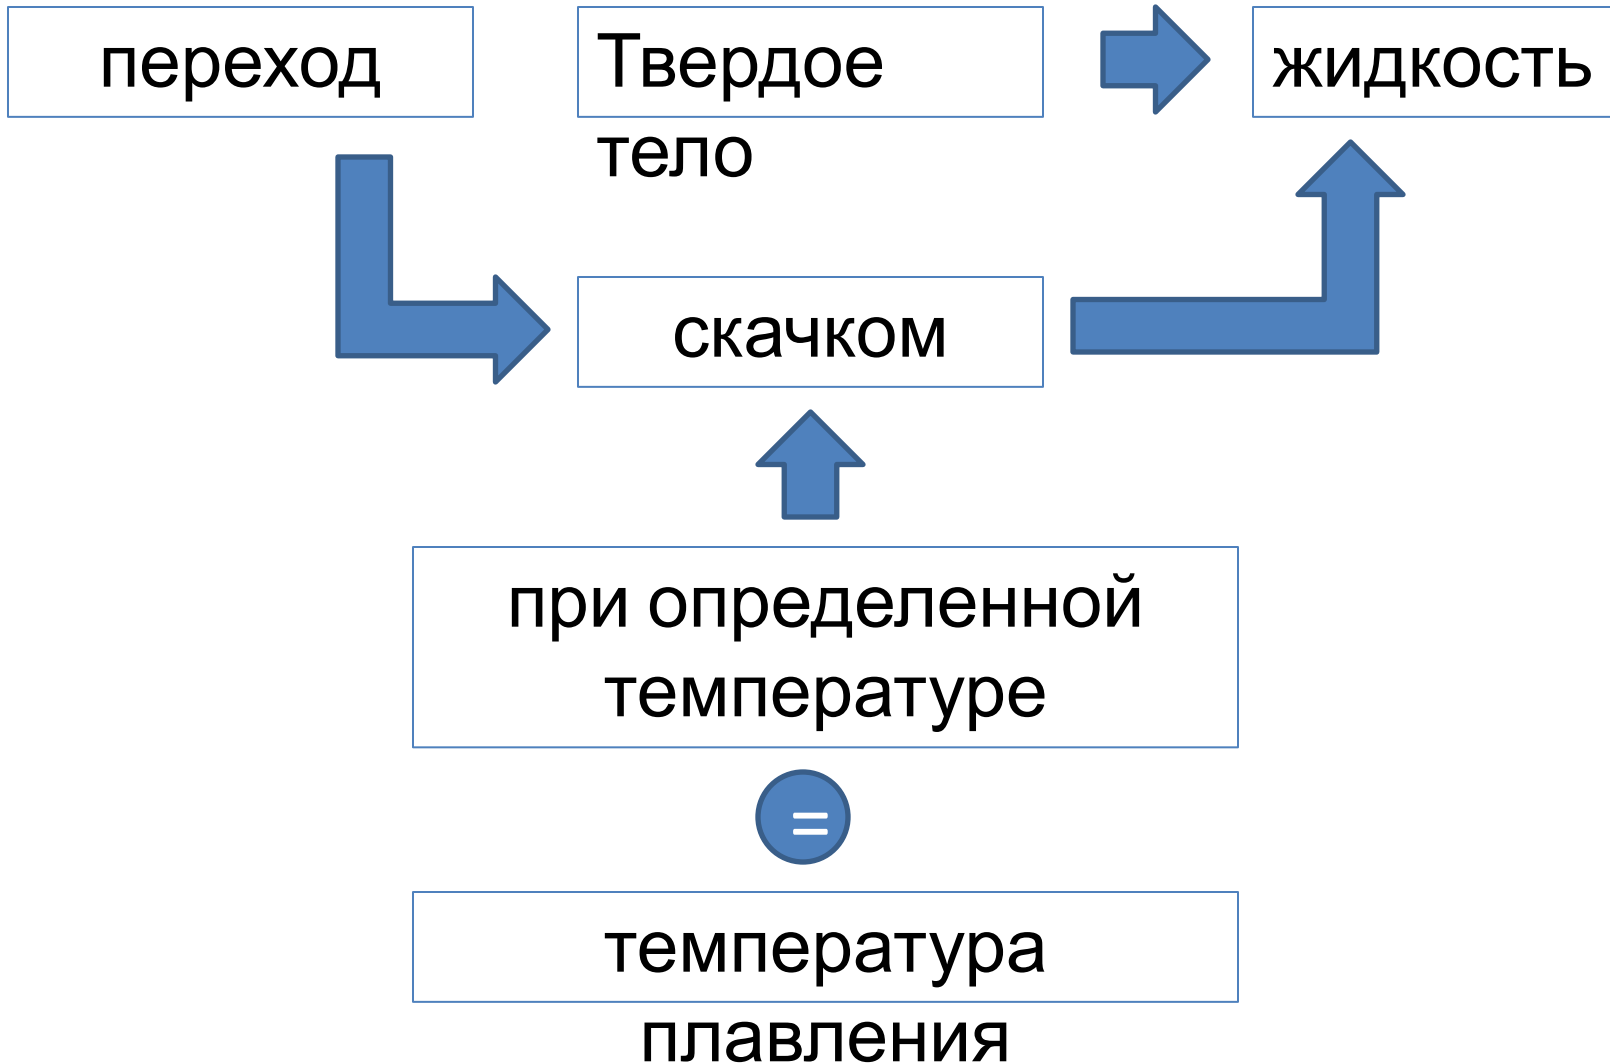 переход
Твердое
тело
жидкость
скачком
при определенной
температуре
=
температура
плавления